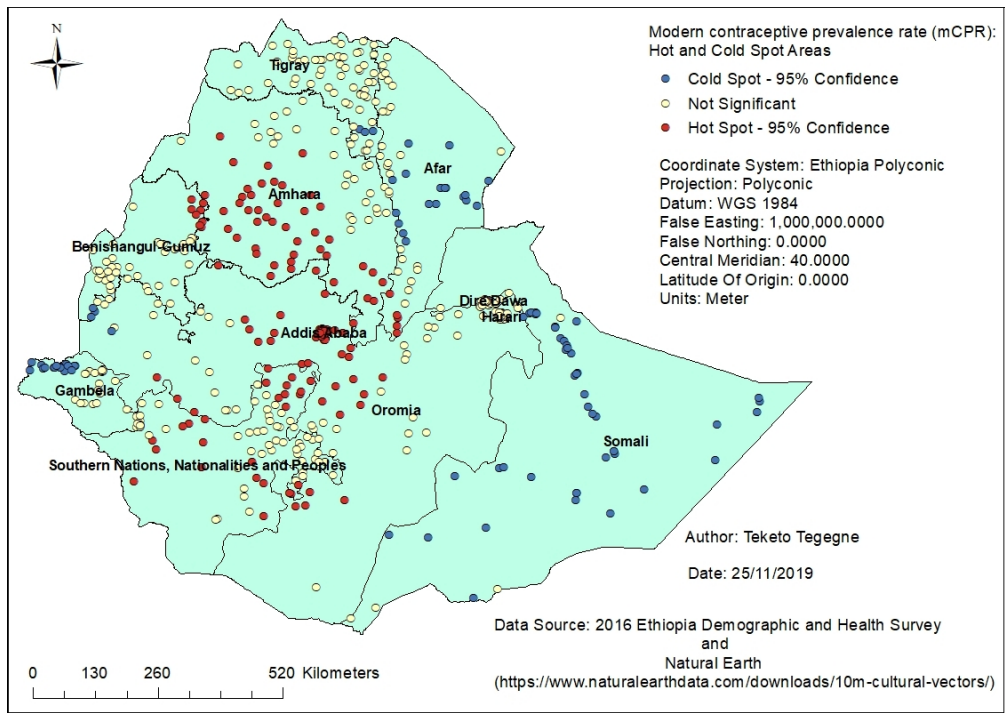 N
Modern contraceptive prevalence rate (mCPR):
Hot and Cold Spot Areas
Cold Spot - 95% Confidence
Not Significant
Hot Spot - 95% Confidence
Coordinate System: Ethiopia Polyconic
Projection: Polyconic
Datum: WGS 1984
False Easting: 1,000,000.0000
False Northing: 0.0000
Central Meridian: 40.0000
Latitude Of Origin: 0.0000
Units: Meter
Tigray
Afar
Amhara
Benishangul-Gumuz
Dire Dawa
Harari
Addis Ababa
Gambela
Oromia
Somali
Southern Nations, Nationalities and Peoples
Author: Teketo Tegegne
Date: 25/11/2019
Data Source: 2016 Ethiopia Demographic and Health Survey
and
Natural Earth
(https://www.naturalearthdata.com/downloads/10m-cultural-vectors/)
0 130 260 520 Kilometers